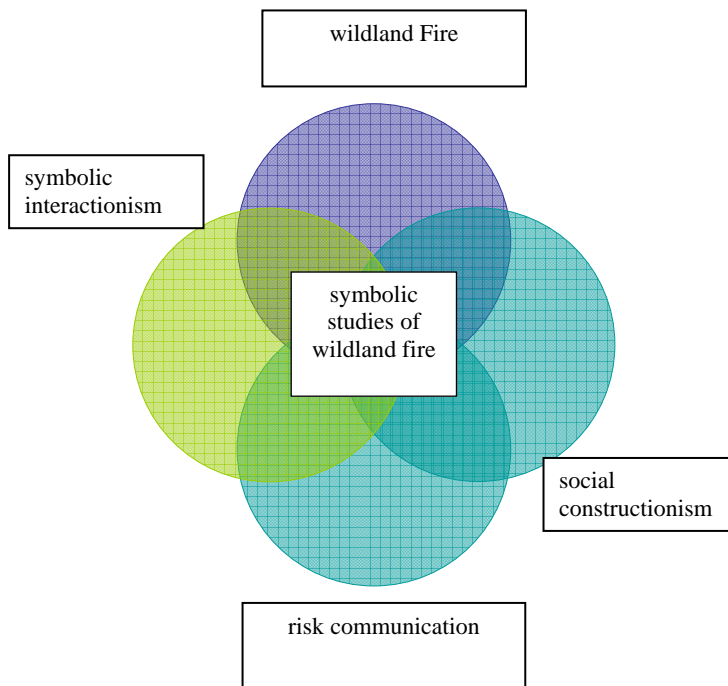 wildland Fire
symbolic
interactionism
symbolic
studies of
wildland fire
social
constructionism
risk communication